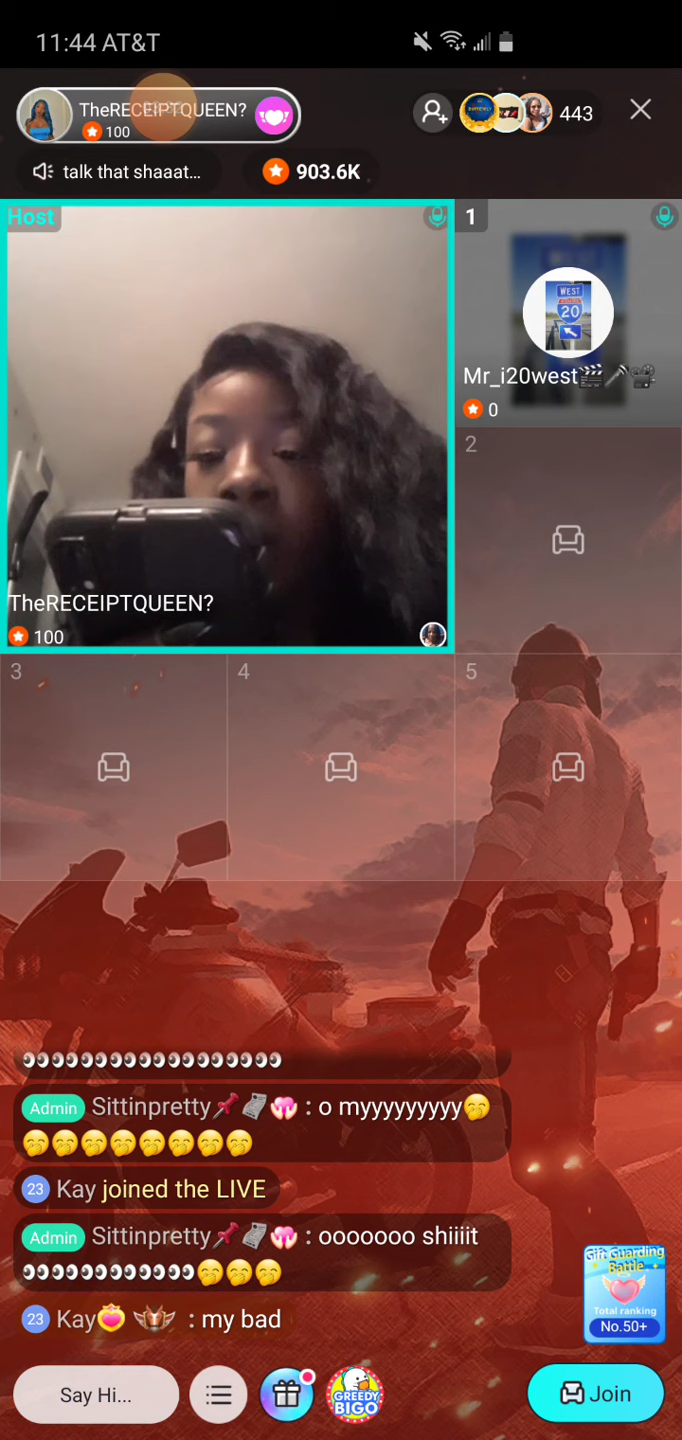 11:44 AT&T
TheRECEIPTQUEEN?
100
443
talk that shaaat...
903.6K
Host
1
WEST
20
Mr_i20west🎬🎤📽
0
2
TheRECEIPTQUEEN?
100
3
4
5
👀👀👀👀👀👀👀👀👀👀👀👀👀👀👀👀👀👀
Admin Sittinpretty📌📰💝 : o myyyyyyyyy🤭
🤭🤭🤭🤭🤭🤭🤭🤭
23 Kay joined the LIVE
Admin Sittinpretty📌📰💝 : ooooooo shiiiit
👀👀👀👀👀👀👀👀👀👀👀👀🤭🤭🤭
23 Kay : my bad
Gift Guarding
Battle
Total ranking
No.50+
Say Hi...
GREEDY
BIGO
Join